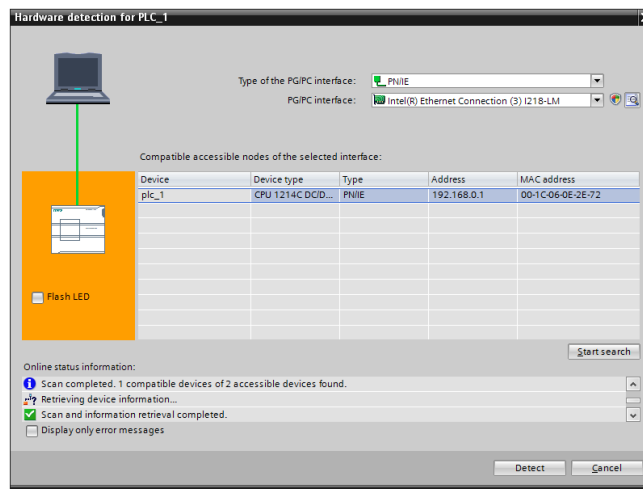 Hardware detection for PLC_1
Type of the PG/PC interface: PN/IE
PG/PC interface: Intel(R) Ethernet Connection (3) I218-LM
Compatible accessible nodes of the selected interface:
Device Device type Type Address MAC address
plc_1 CPU 1214C DC/D... PN/IE 192.168.0.1 00-1C-06-0E-2E-72
Flash LED
Start search
Online status information:
Scan completed. 1 compatible devices of 2 accessible devices found.
Retrieving device information...
Scan and information retrieval completed.
Display only error messages
Detect Cancel